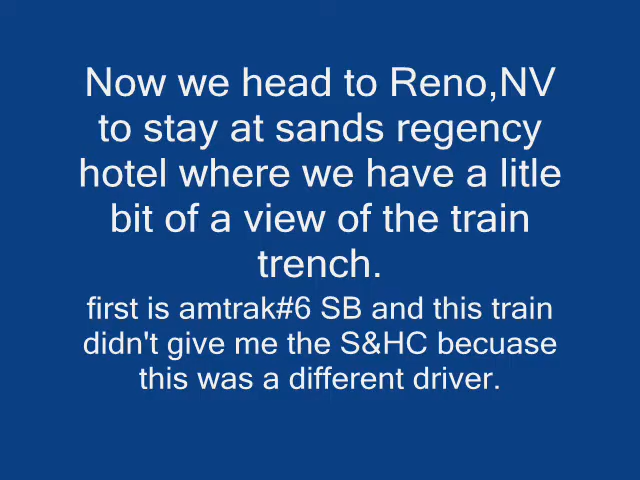 Now we head to Reno,NV
to stay at sands regency
hotel where we have a litle
bit of a view of the train
trench.
first is amtrak#6 SB and this train
didn't give me the S&HC becuase
this was a different driver.